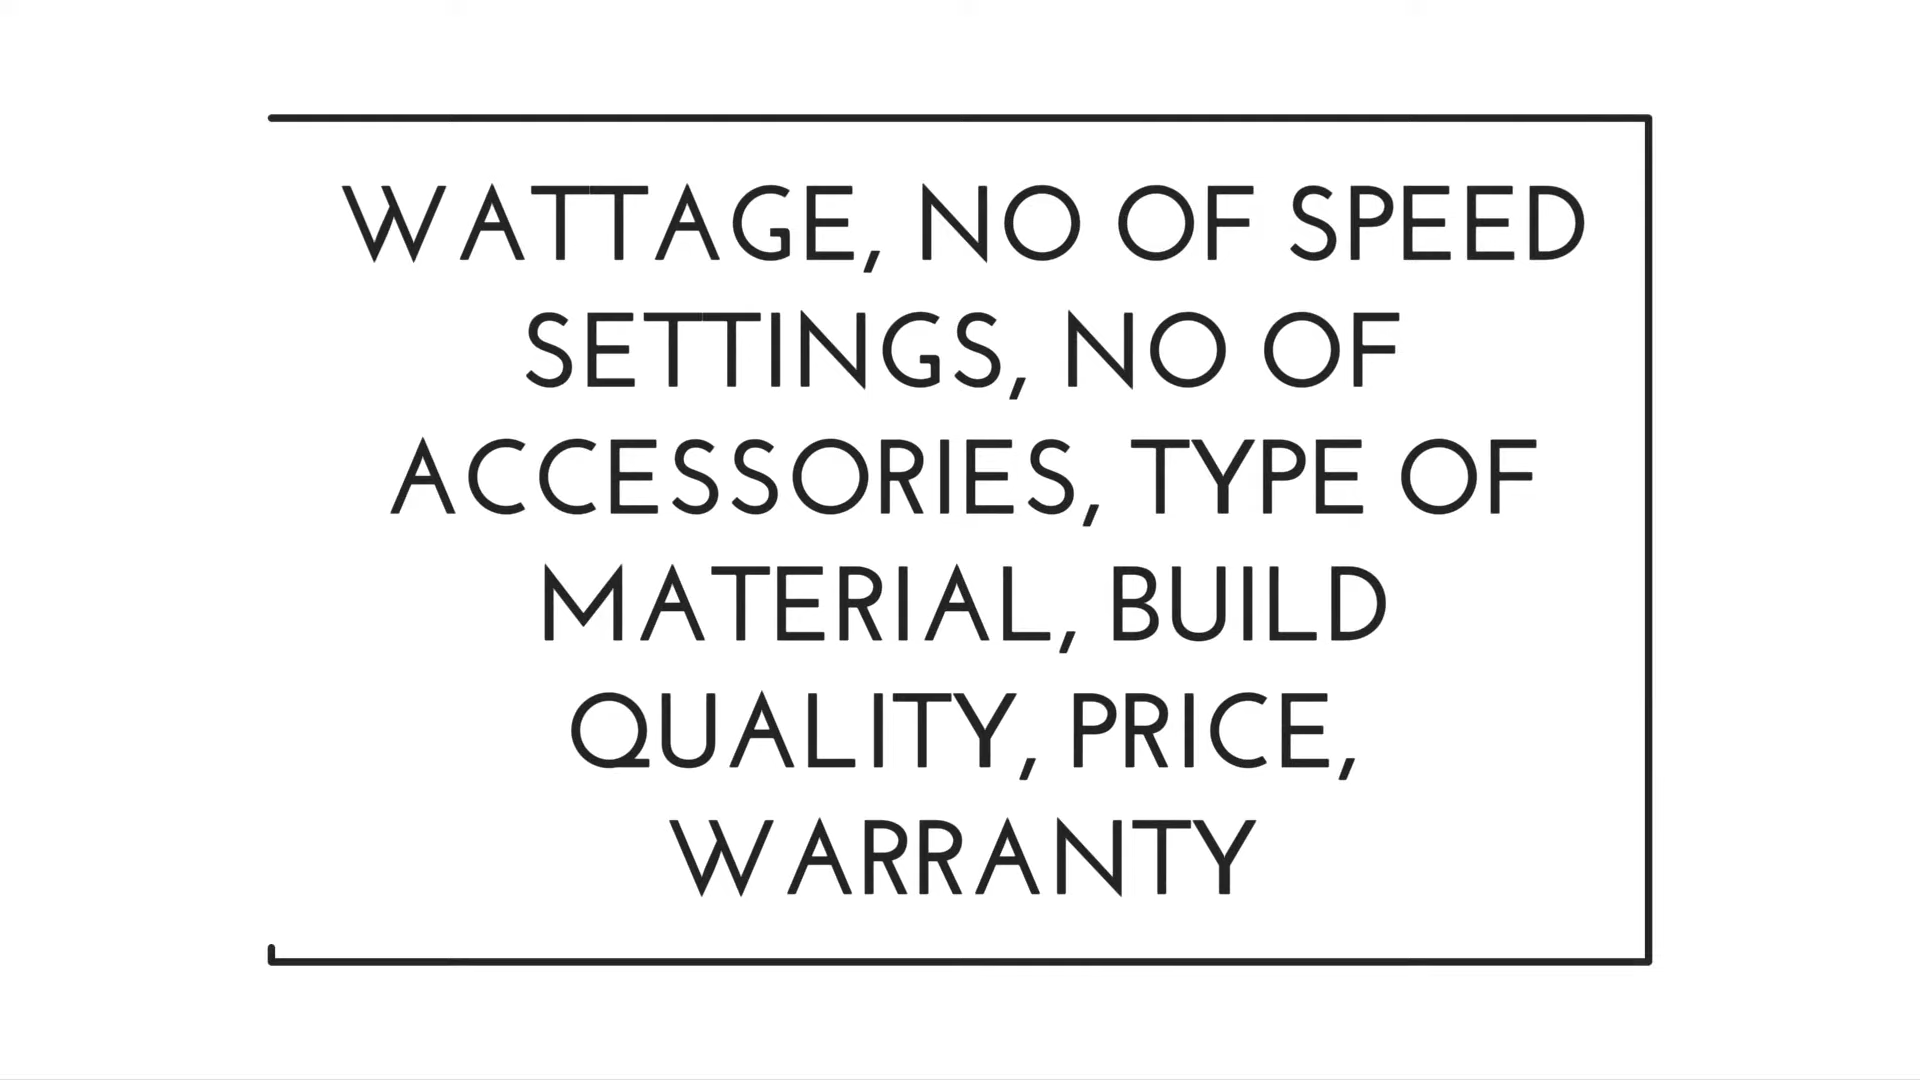 WATTAGE, NO OF SPEED
SETTINGS, NO OF
ACCESSORIES, TYPE OF
MATERIAL, BUILD
QUALITY, PRICE,
WARRANTY